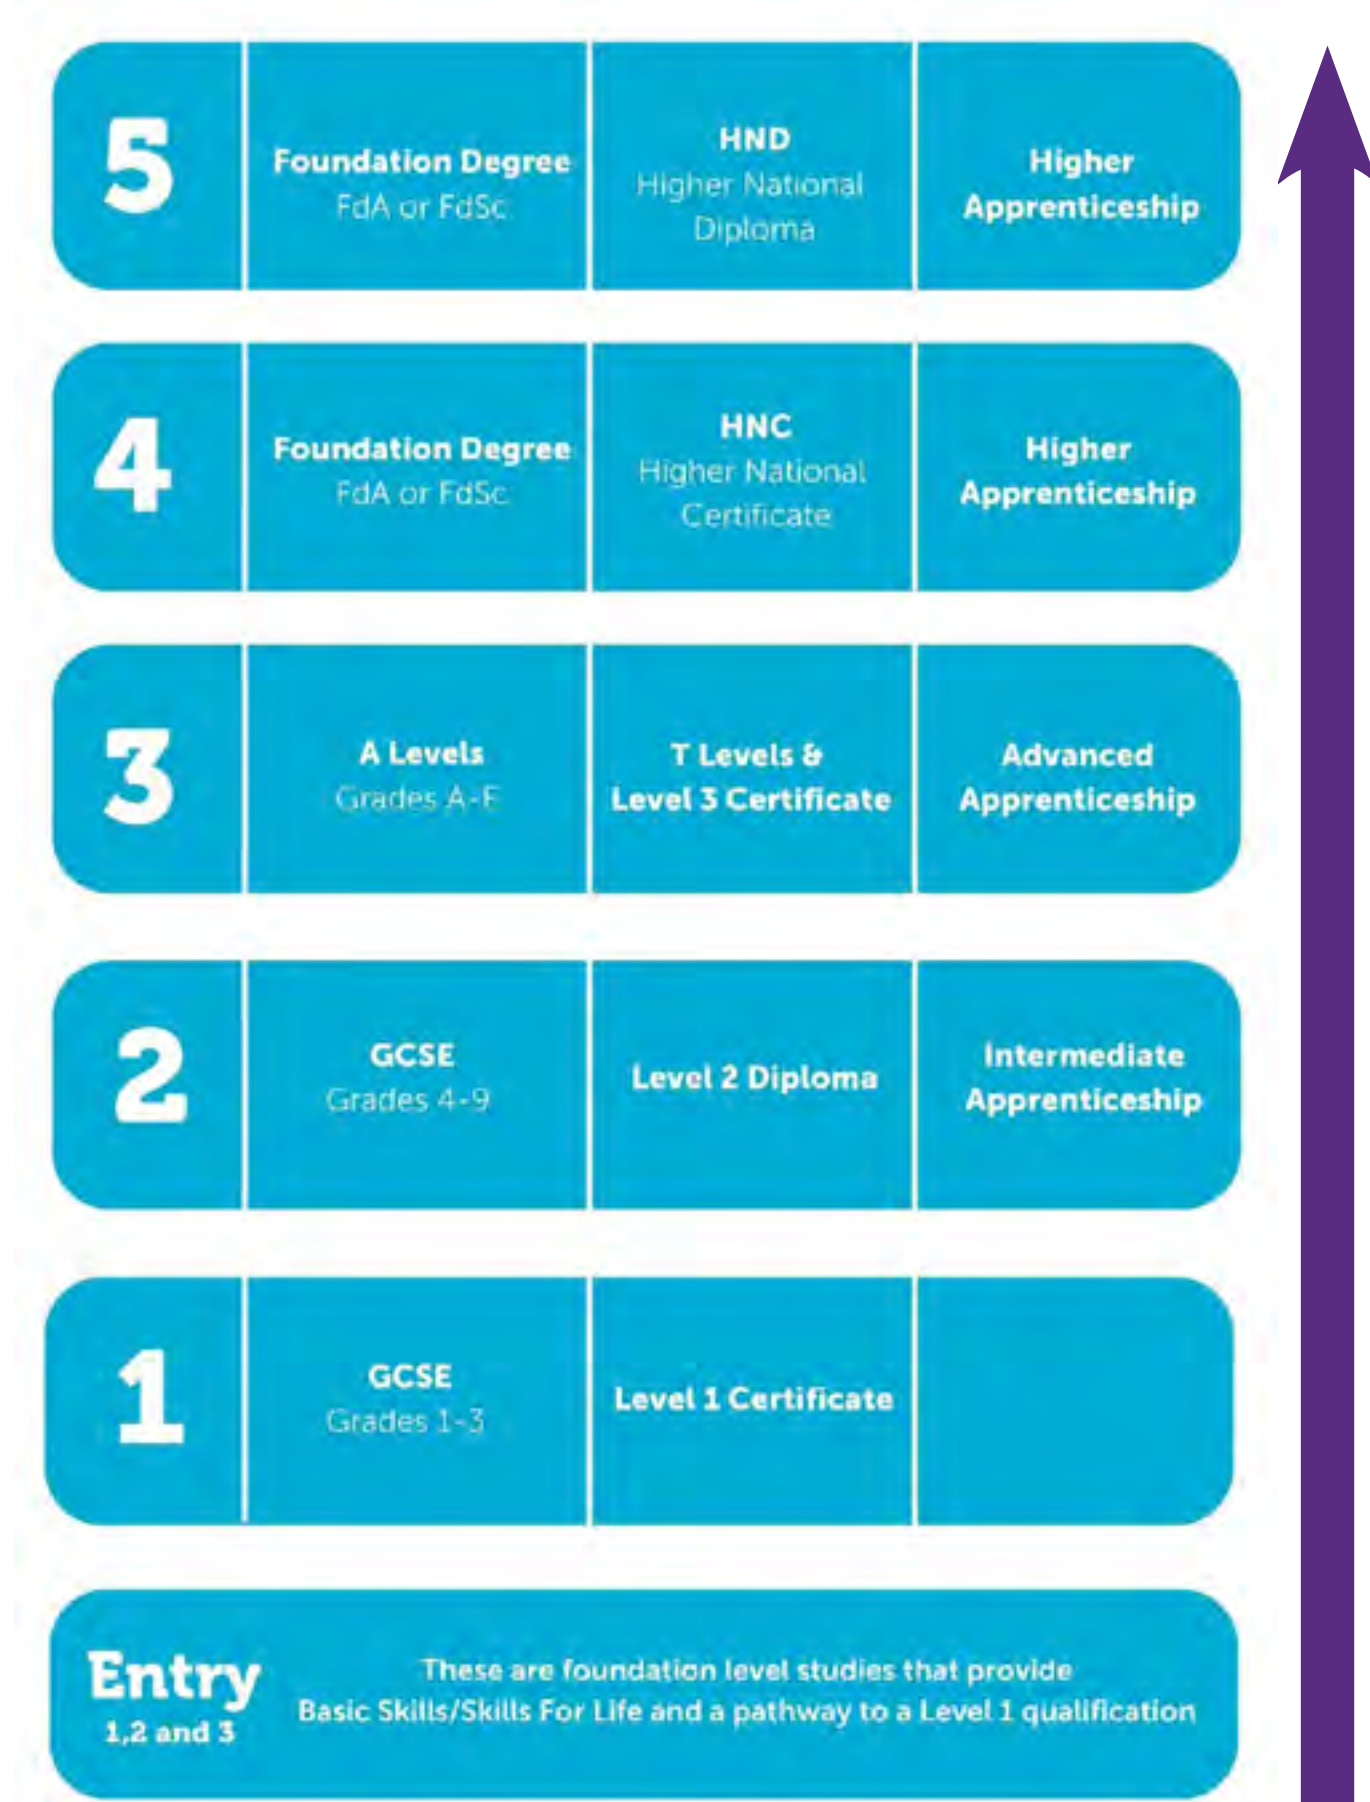 5
Foundation Degree
FdA or FdSc
HND
Higher National
Diploma
Higher
Apprenticeship
4
Foundation Degree
FdA or FdSc
HNC
Higher National
Certificate
Higher
Apprenticeship
3
A Levels
Grades A-E
T Levels &
Level 3 Certificate
Advanced
Apprenticeship
2
GCSE
Grades 4-9
Level 2 Diploma
Intermediate
Apprenticeship
1
GCSE
Grades 1-3
Level 1 Certificate
Entry
1,2 and 3
These are foundation level studies that provide
Basic Skills/Skills For Life and a pathway to a Level 1 qualification